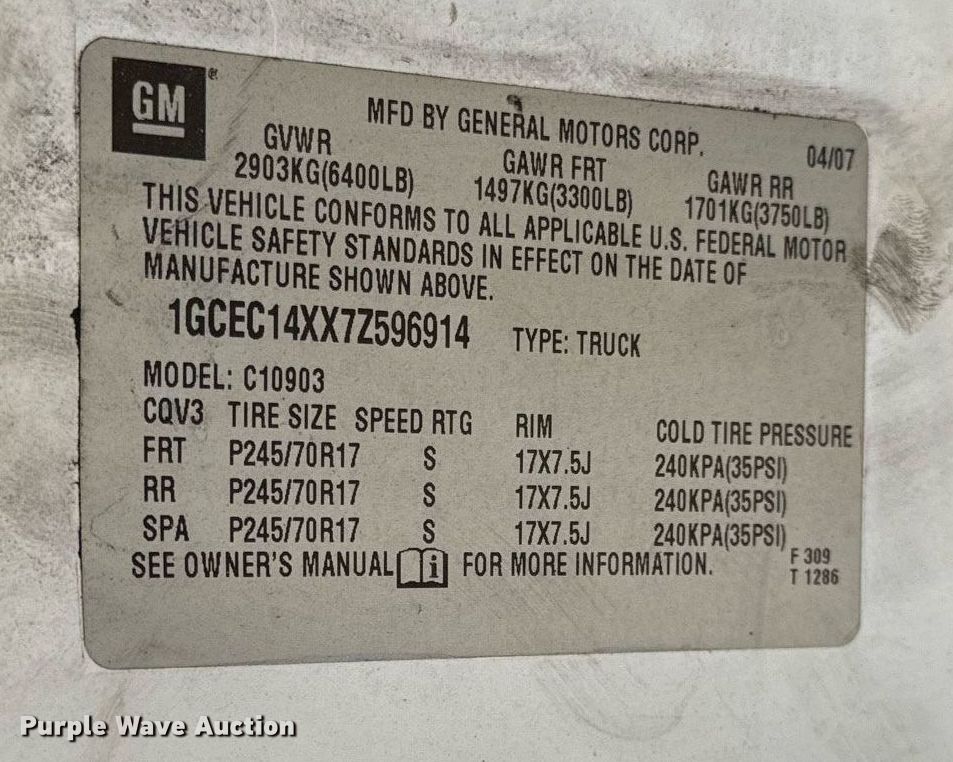 GM®
MFD BY GENERAL MOTORS CORP. 04/07
GVWR GAWR FRT GAWR RR
2903KG(6400LB) 1497KG(3300LB) 1701KG(3750LB)
THIS VEHICLE CONFORMS TO ALL APPLICABLE U.S. FEDERAL MOTOR
VEHICLE SAFETY STANDARDS IN EFFECT ON THE DATE OF
MANUFACTURE SHOWN ABOVE.
1GCEC14XX7Z596914 TYPE: TRUCK
MODEL: C10903
CQV3 TIRE SIZE SPEED RTG RIM COLD TIRE PRESSURE
FRT P245/70R17 S 17X7.5J 240KPA(35PSI)
RR P245/70R17 S 17X7.5J 240KPA(35PSI)
SPA P245/70R17 S 17X7.5J 240KPA(35PSI)
SEE OWNER'S MANUAL i FOR MORE INFORMATION. F 309
T 1286
Purple Wave Auction